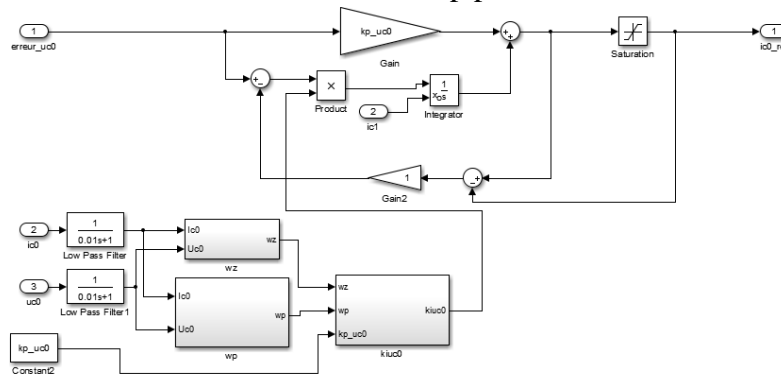 1
erreur_uc0
kp_uc0
Gain
Saturation
1
Product
1
s
xo
Integrator
2
ic1
1
Gain2
2
ic0
1
0.01s+1
Low Pass Filter
3
uc0
1
0.01s+1
Low Pass Filter1
Ic0
Uc0
wz
wz
Ic0
Uc0
wp
wp
wz
wp
kp_uc0
kiuc0
kiuc0
kp_uc0
Constant2